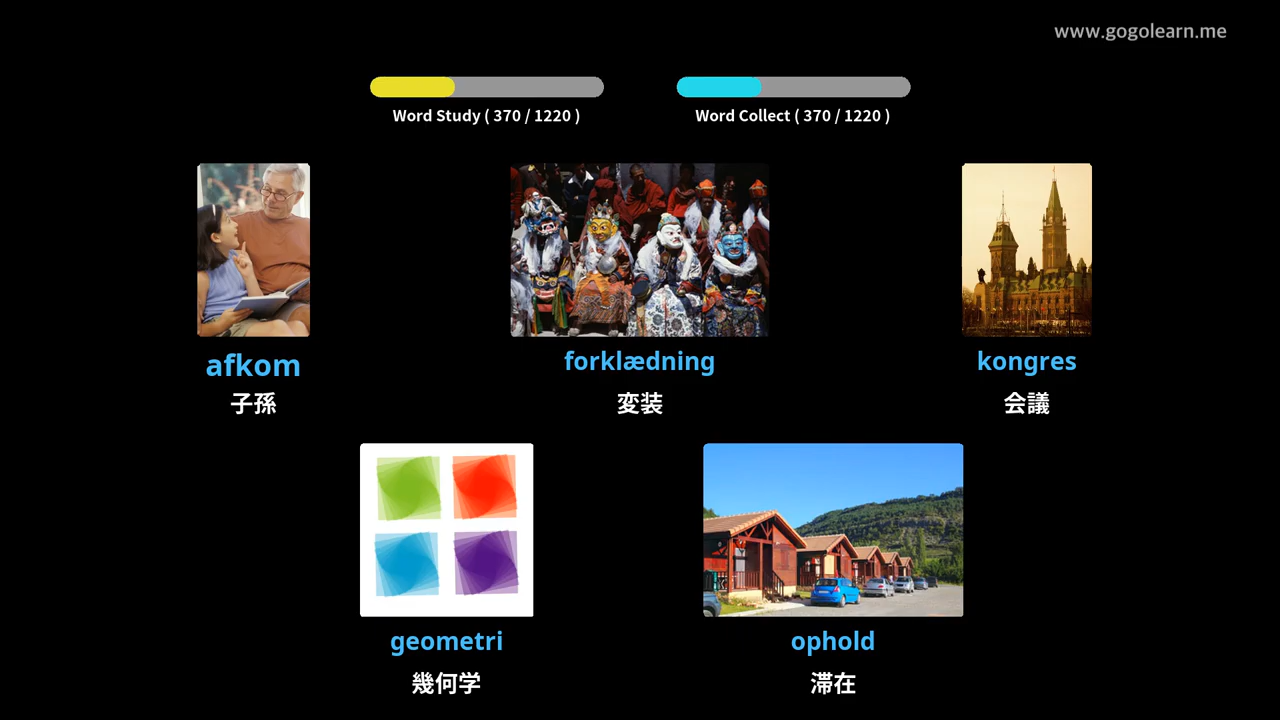 www.gogolearn.me
Word Study ( 370 / 1220 )
Word Collect ( 370 / 1220 )
afkom
子孫
forklædning
変装
kongres
会議
geometri
幾何学
ophold
滞在